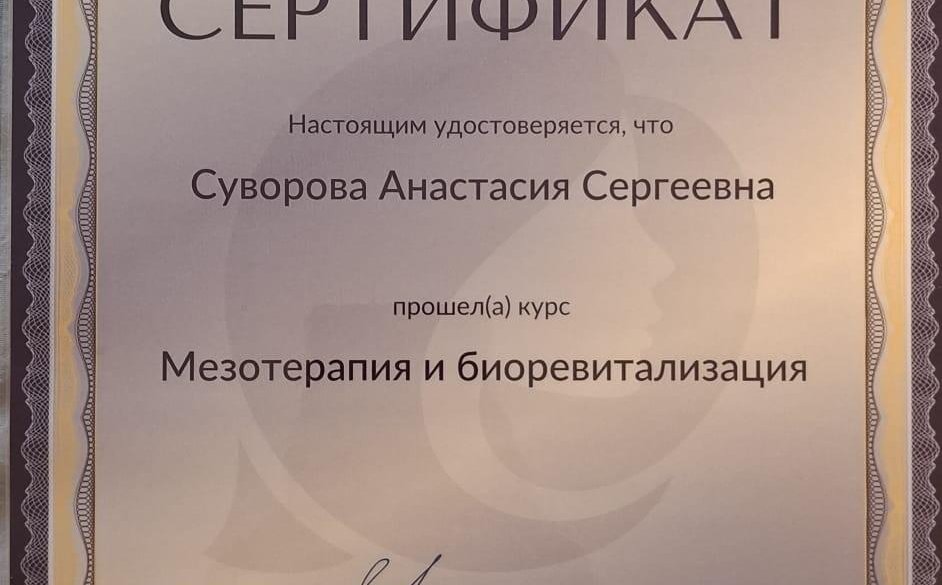 СЕРТИФИКАТ
Настоящим удостоверяется, что
Суворова Анастасия Сергеевна
прошел(а) курс
Мезотерапия и биоревитализация